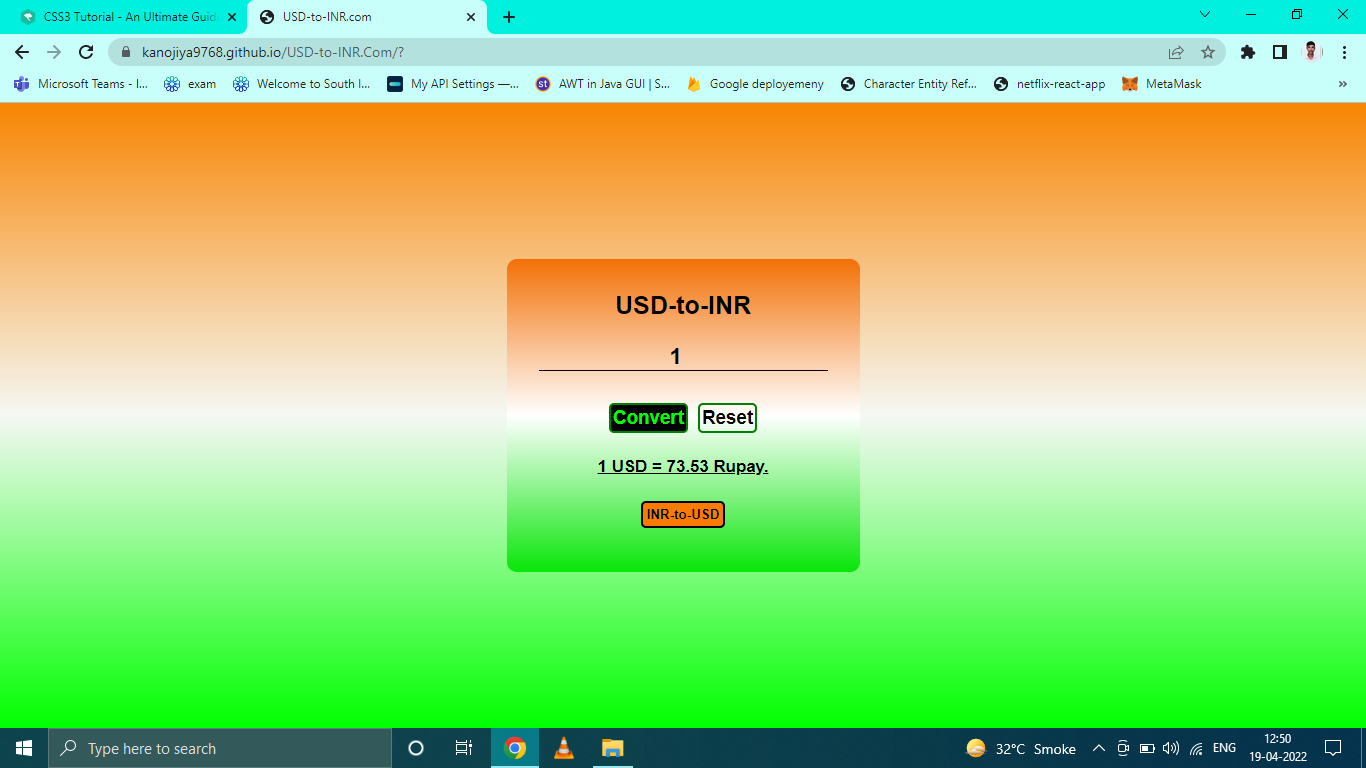 CSS3 Tutorial - An Ultimate Guid
USD-to-INR.com
kanojiya9768.github.io/USD-to-INR.Com/?
Microsoft Teams - I...
exam
Welcome to South I...
My API Settings —...
st
AWT in Java GUI | S...
Google deployemeny
Character Entity Ref...
netflix-react-app
MetaMask
»
USD-to-INR
1
Convert
Reset
1 USD = 73.53 Rupay.
INR-to-USD
Type here to search
32°C Smoke
ENG
12:50
19-04-2022